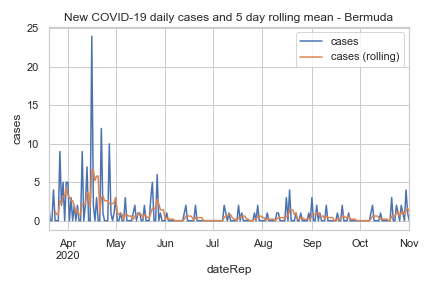 New COVID-19 daily cases and 5 day rolling mean - Bermuda
cases
cases (rolling)
25
20
15
10
5
0
cases
Apr
2020
May
Jun
Jul
Aug
Sep
Oct
Nov
dateRep